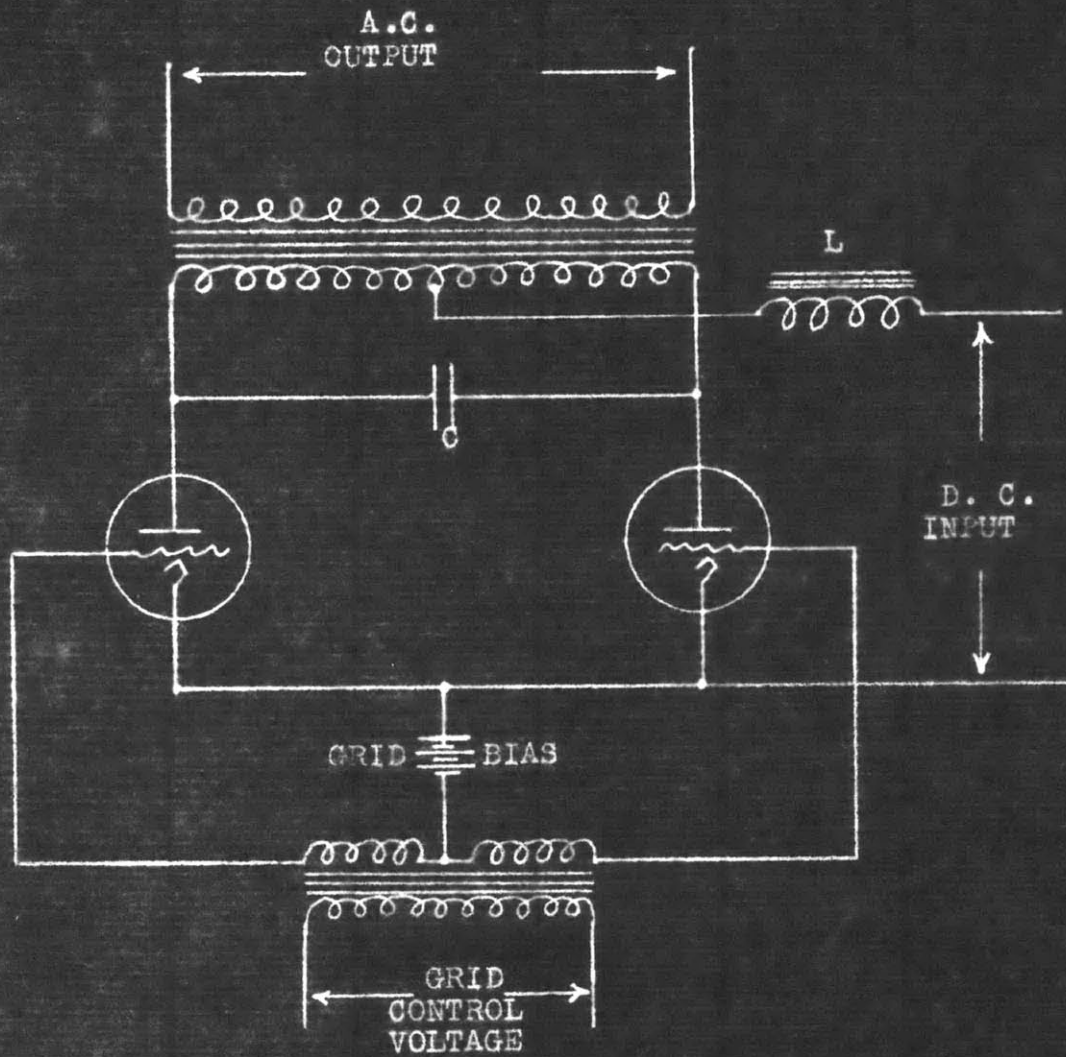 A.C.
OUTPUT
L
C
D. C.
INPUT
GRID BIAS
GRID
CONTROL
VOLTAGE